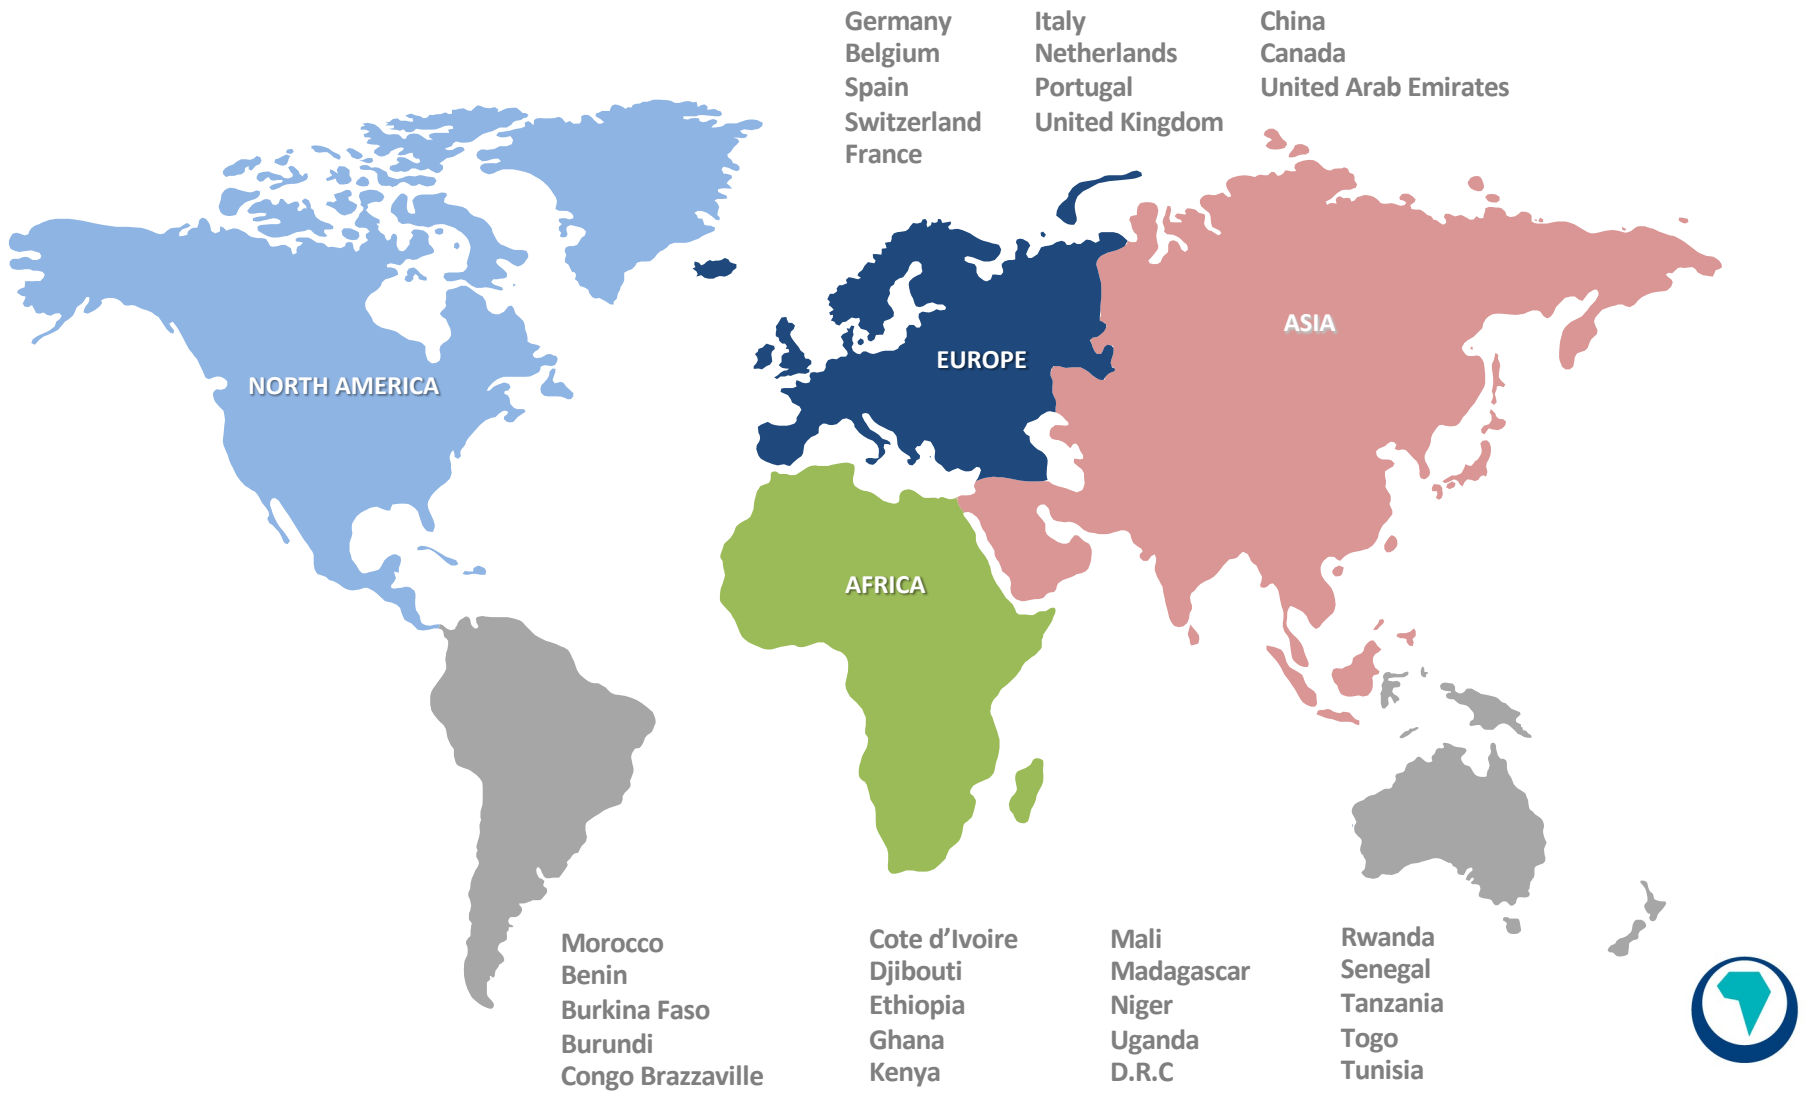 Germany
Belgium
Spain
Switzerland
France
Italy
Netherlands
Portugal
United Kingdom
China
Canada
United Arab Emirates
NORTH AMERICA
EUROPE
ASIA
AFRICA
Morocco
Benin
Burkina Faso
Burundi
Congo Brazzaville
Cote d’Ivoire
Djibouti
Ethiopia
Ghana
Kenya
Mali
Madagascar
Niger
Uganda
D.R.C
Rwanda
Senegal
Tanzania
Togo
Tunisia